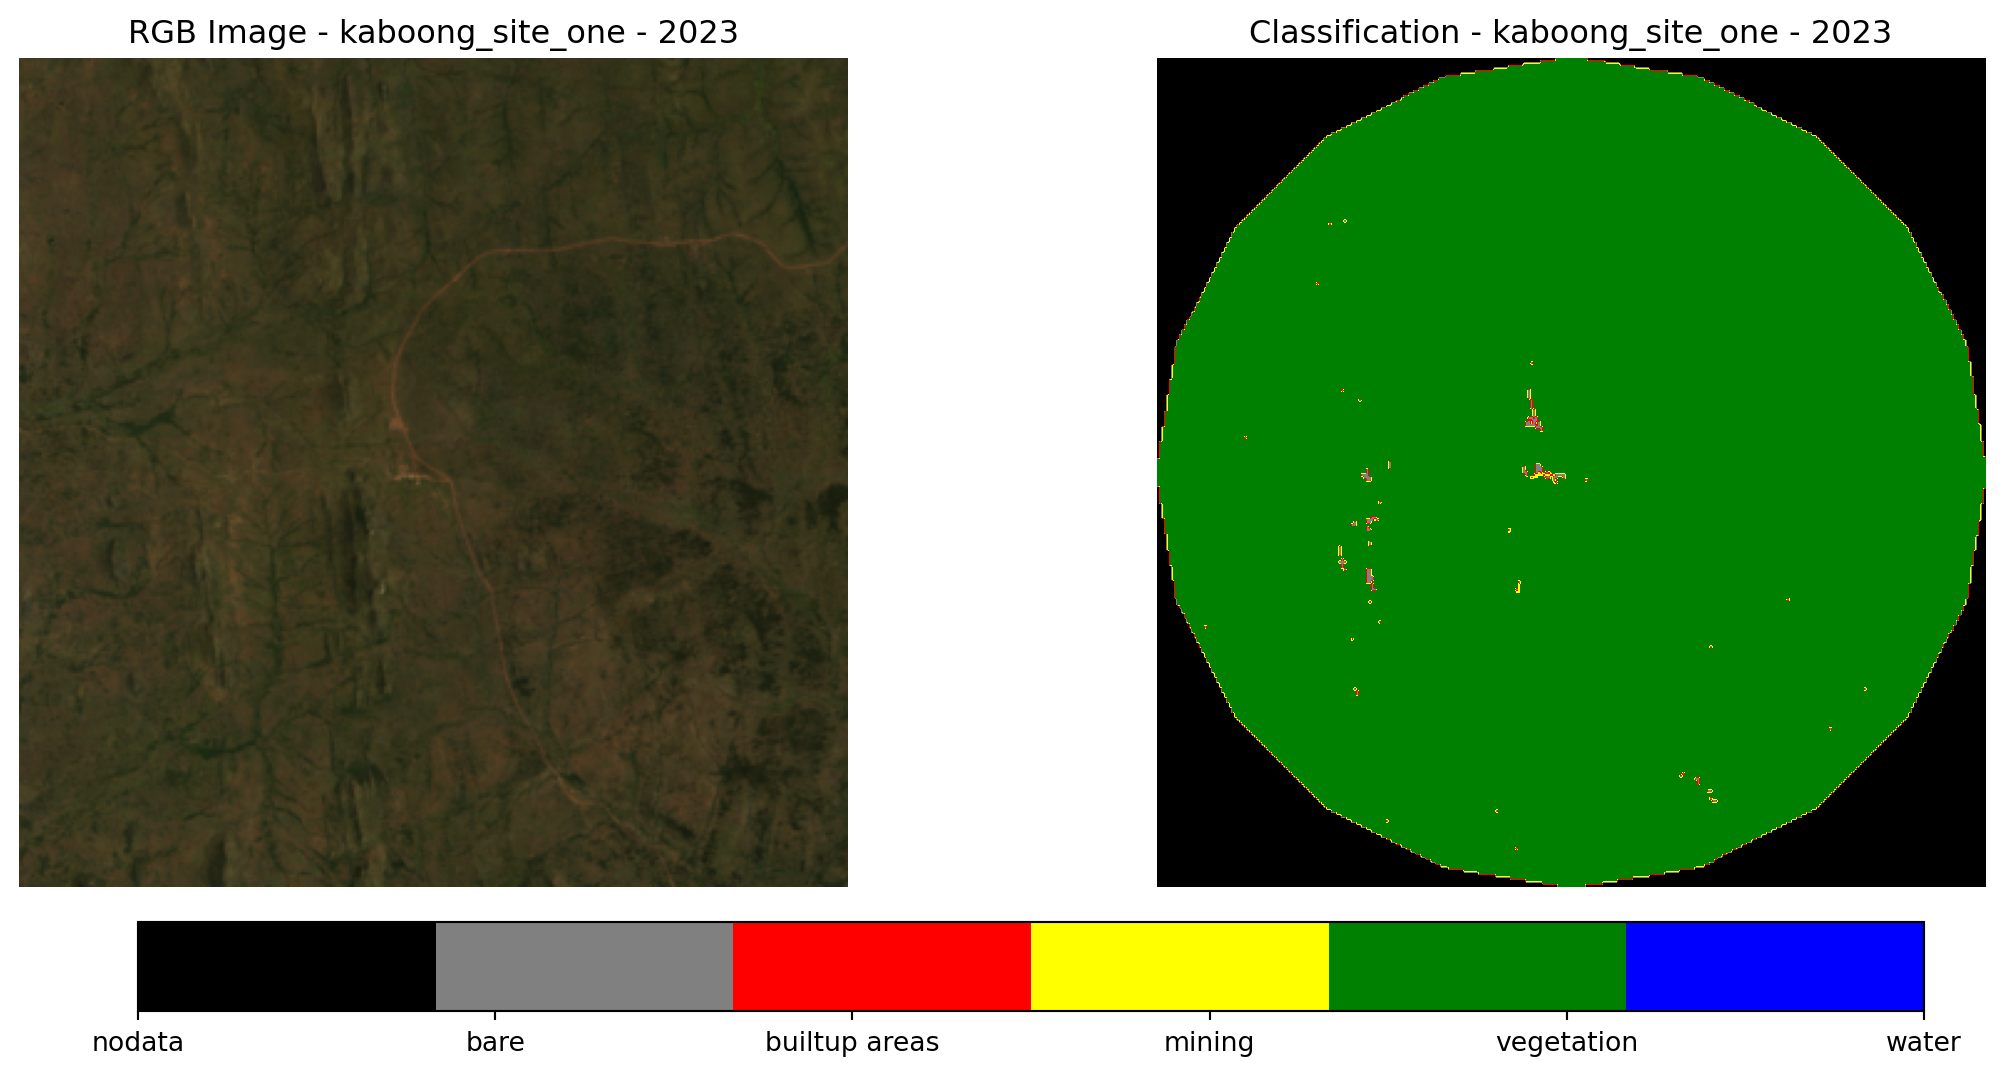 RGB Image - kaboong_site_one - 2023
Classification - kaboong_site_one - 2023
nodata
bare
builtup areas
mining
vegetation
water